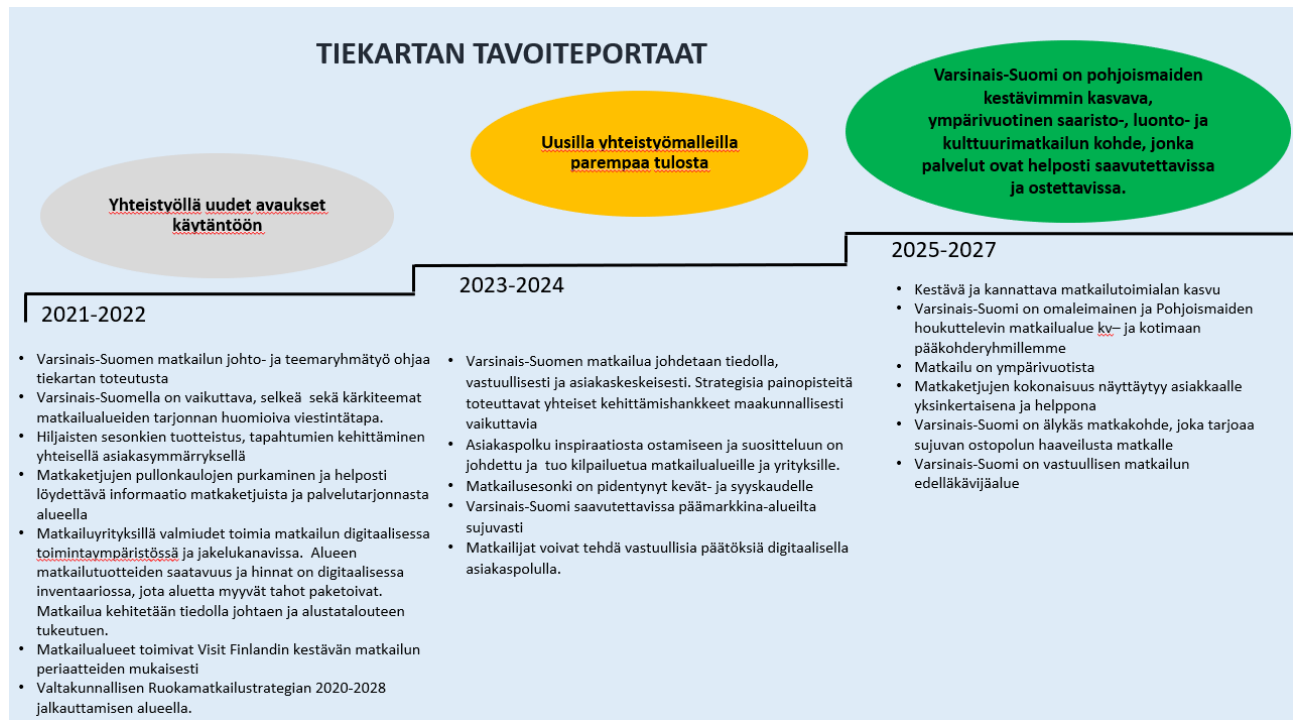 TIEKARTAN TAVOITEPORTAAT
Yhteistyöllä uudet avaukset
käytäntöön
2021-2022
• Varsinais-Suomen matkailun johto- ja teemaryhmätyö ohjaa
tiekartan toteutusta
• Varsinais-Suomella on vaikuttava, selkeä  sekä kärkiteemat
matkailualueiden tarjonnan huomioiva viestintätapa.
• Hiljaisten sesonkien tuotteistus, tapahtumien kehittäminen
yhteisellä asiakasymmärryksellä
• Matkaketjujen pullonkaulojen purkaminen ja helposti
löydettävä informaatio matkaketjuista ja palvelutarjonnasta
alueella
• Matkailuyrityksillä valmiudet toimia matkailun digitaalisessa
toimintaympäristössä ja jakelukanavissa.  Alueen
matkailutuotteiden saatavuus ja hinnat on digitaalisessa
inventaariossa, jota aluetta myyvät tahot paketoivat.
Matkailua kehitetään tiedolla johtaen ja alustatalouteen
tukeutuen.
• Matkailualueet toimivat Visit Finlandin kestävän matkailun
periaatteiden mukaisesti
• Valtakunnallisen Ruokamatkailustrategian 2020-2028
jalkauttamisen alueella.
Uusilla yhteistyömalleilla
parempaa tulosta
2023-2024
• Varsinais-Suomen matkailua johdetaan tiedolla,
vastuullisesti ja asiakaskeskeisesti. Strategisia painopisteitä
toteuttavat yhteiset kehittämishankkeet maakunnallisesti
vaikuttavia
• Asiakaspolku inspiraatiosta ostamiseen ja suositteluun on
johdettu ja  tuo kilpailuetua matkailualueille ja yrityksille.
• Matkailusesonki on pidentynyt kevät- ja syyskaudelle
• Varsinais-Suomi saavutettavissa päämarkkina-alueilta
sujuvasti
• Matkailijat voivat tehdä vastuullisia päätöksiä digitaalisella
asiakaspolulla.
Varsinais-Suomi on pohjoismaiden
kestävimmin kasvava,
ympärivuotinen saaristo-, luonto- ja
kulttuurimatkailun kohde, jonka
palvelut ovat helposti saavutettavissa
ja ostettavissa.
2025-2027
• Kestävä ja kannattava matkailutoimialan kasvu
• Varsinais-Suomi on omaleimainen ja Pohjoismaiden
houkuttelevin matkailualue kv– ja kotimaan
pääkohderyhmillemme
• Matkailu on ympärivuotista
• Matkaketjujen kokonaisuus näyttäytyy asiakkaalle
yksinkertaisena ja helppona
• Varsinais-Suomi on älykäs matkakohde, joka tarjoaa
sujuvan ostopolun haaveilusta matkalle
• Varsinais-Suomi on vastuullisen matkailun
edelläkävijäalue